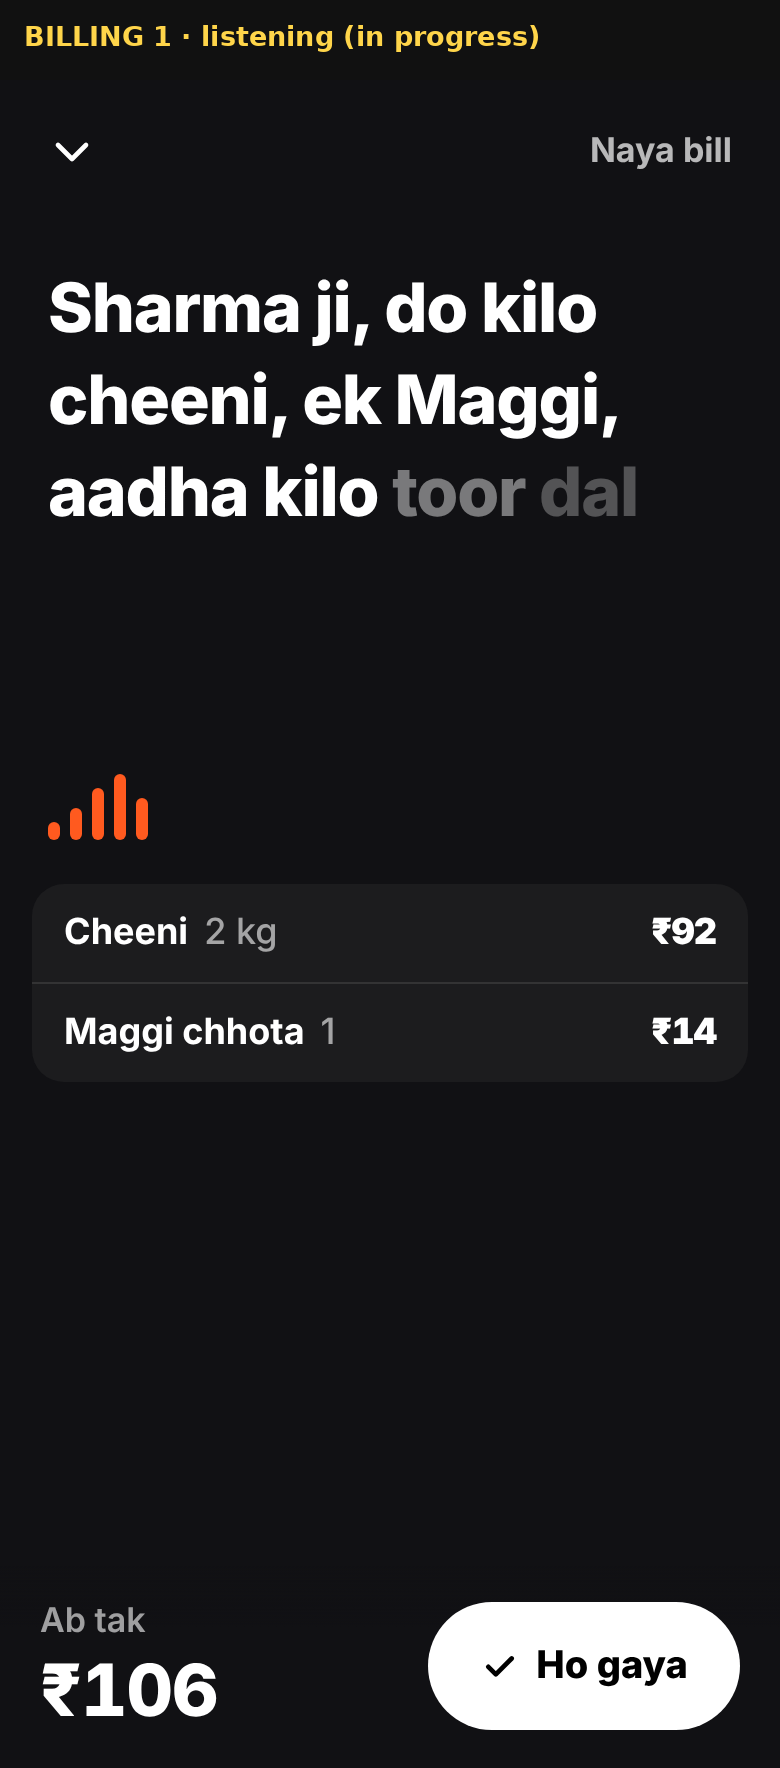 BILLING 1 · listening (in progress)
Naya bill
Sharma ji, do kilo
cheeni, ek Maggi,
aadha kilo toor dal
Cheeni 2 kg ₹92
Maggi chhota 1 ₹14
Ab tak
₹106
Ho gaya